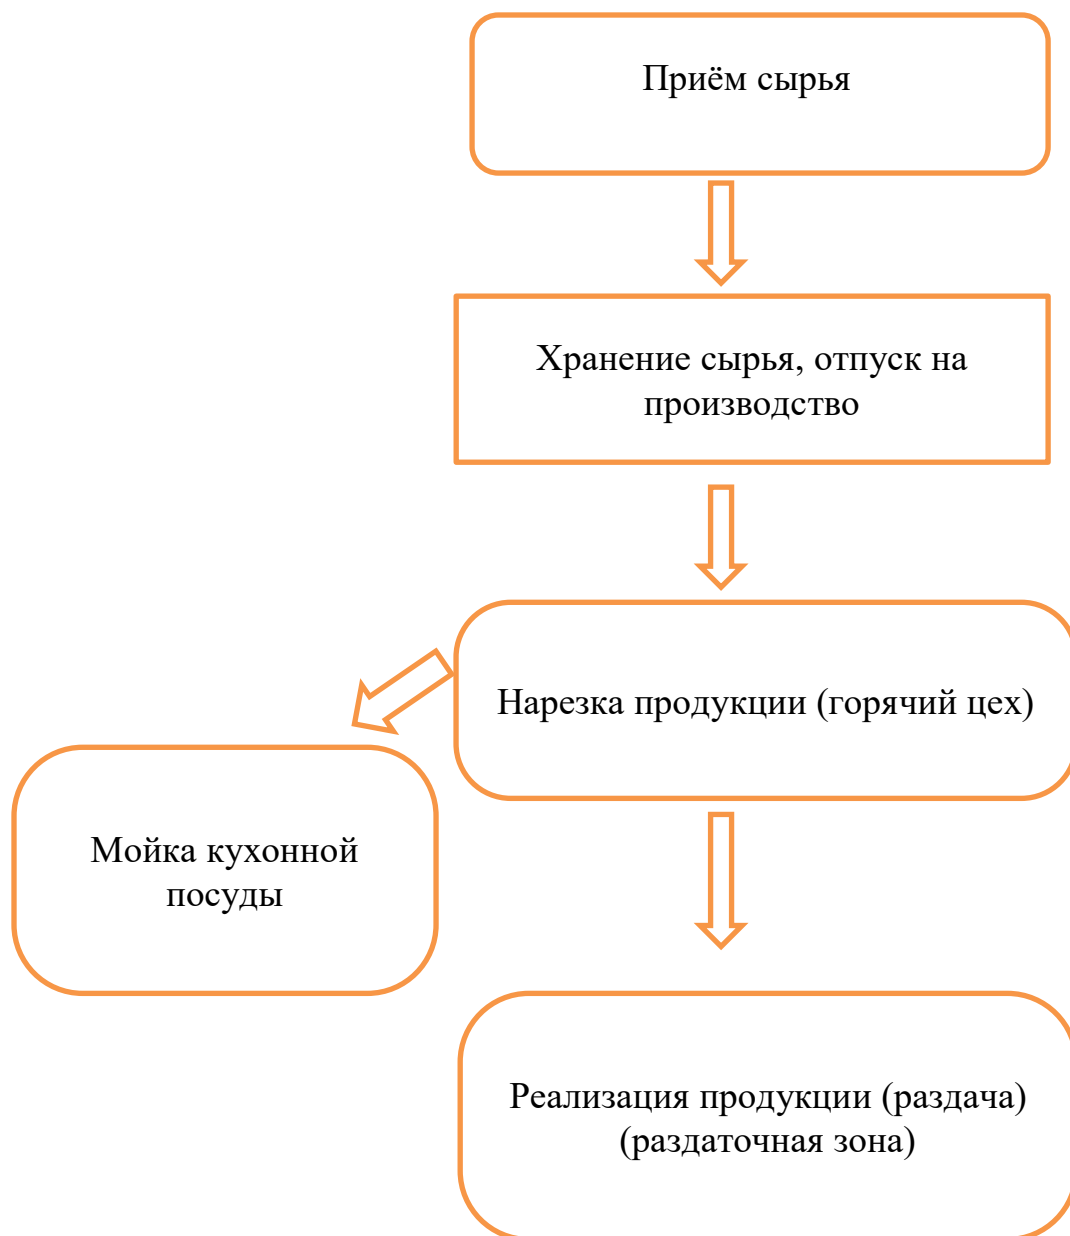 Приём сырья
Хранение сырья, отпуск на
производство
Нарезка продукции (горячий цех)
Мойка кухонной
посуды
Реализация продукции (раздача)
(раздаточная зона)